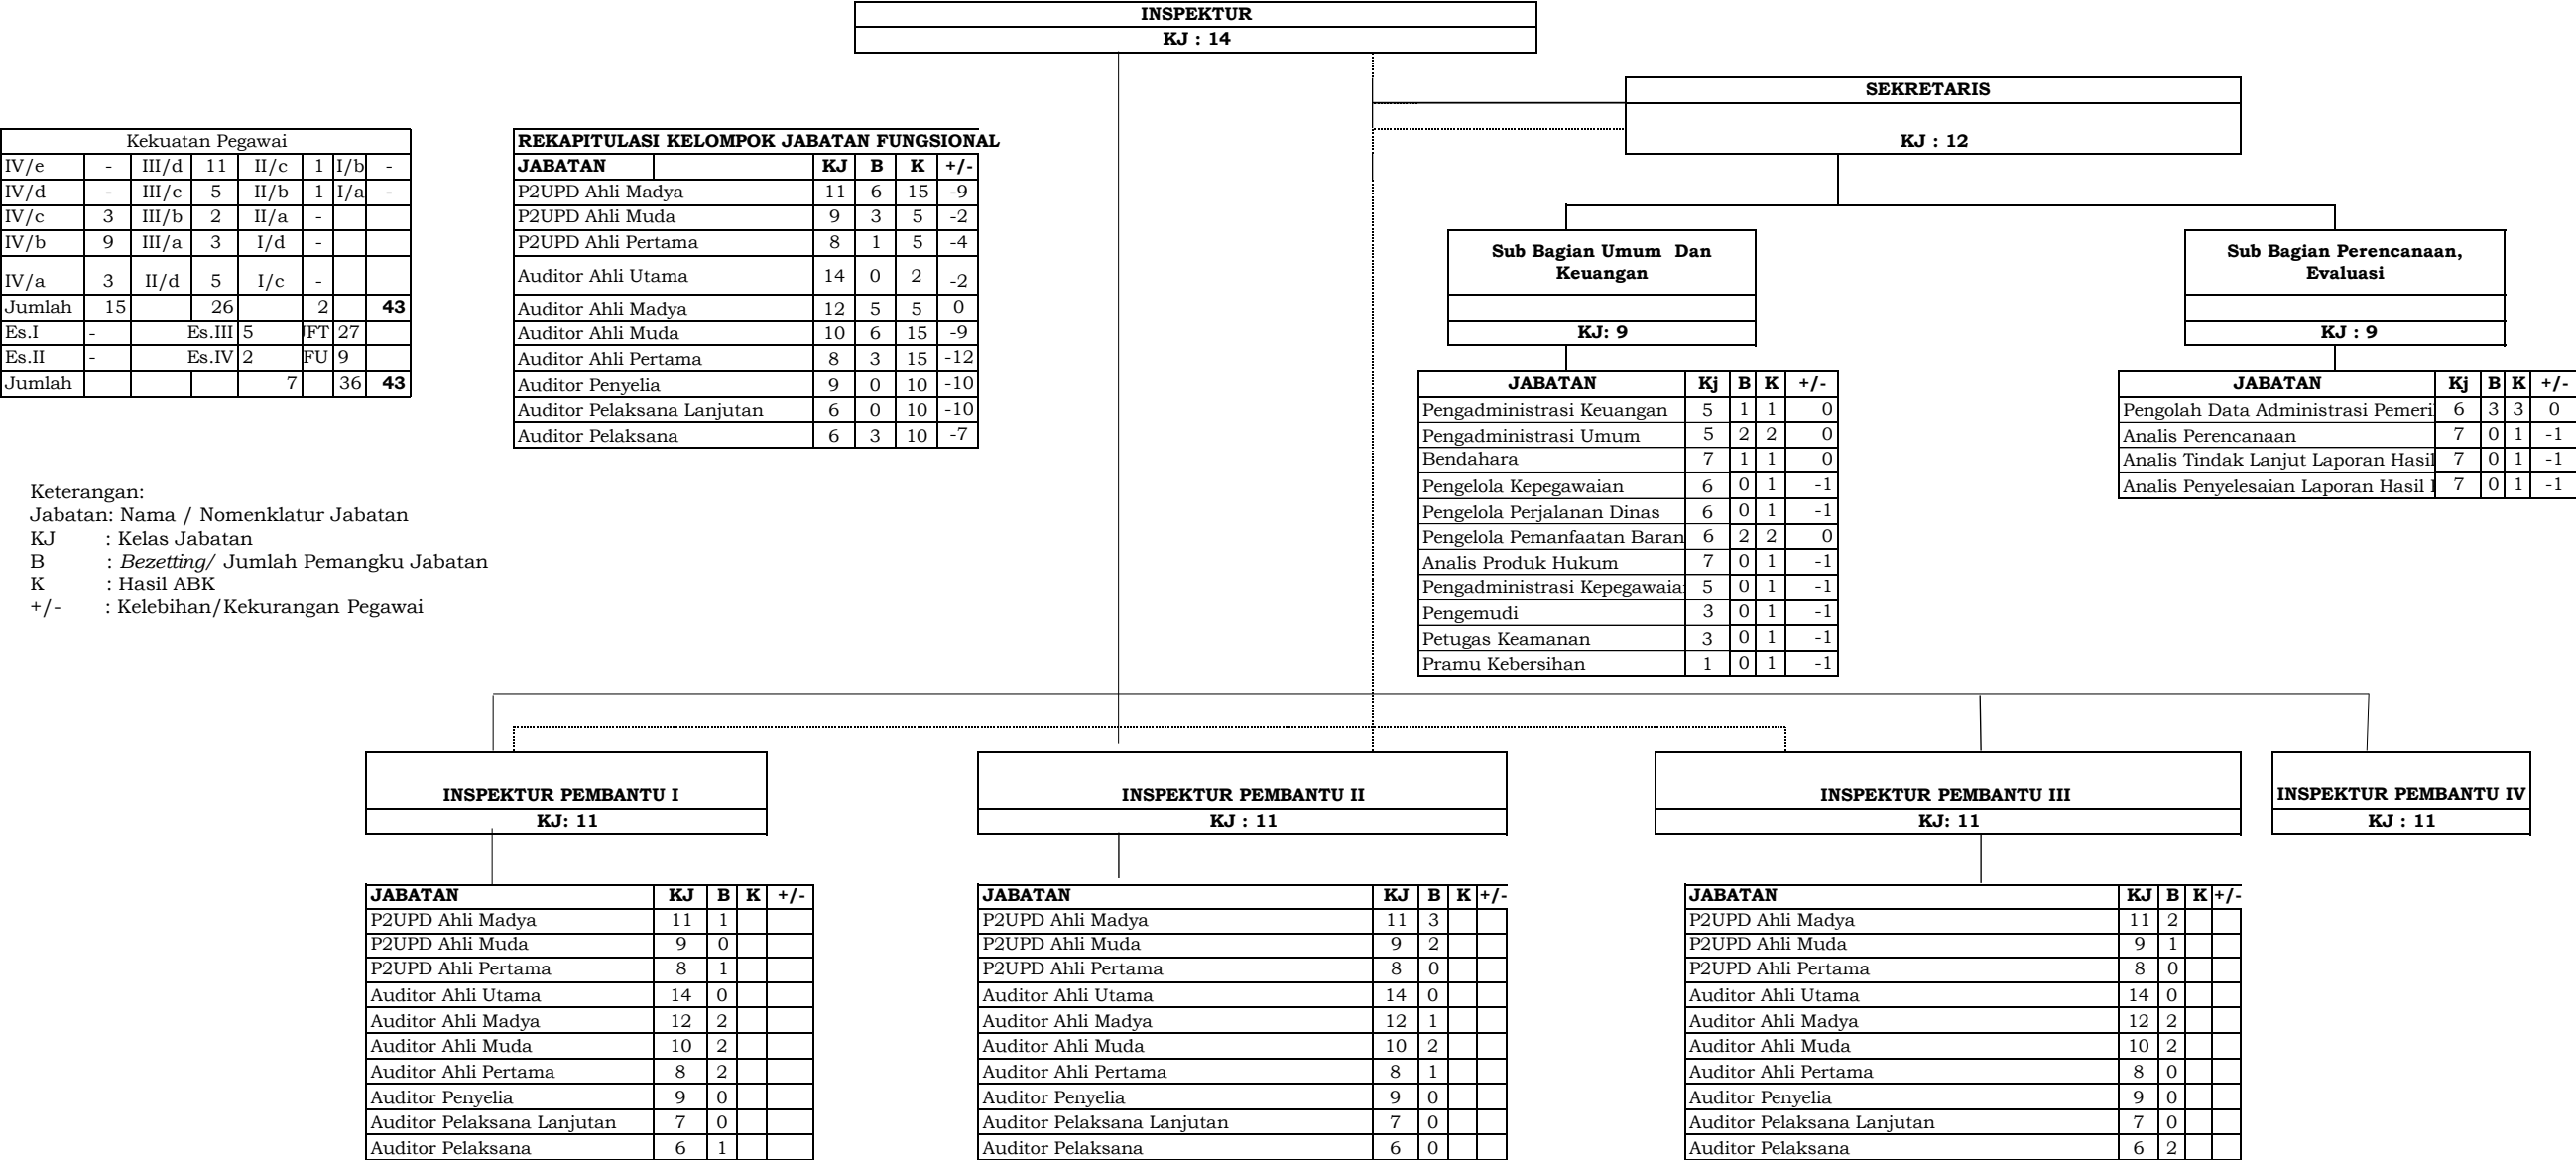 INSPEKTUR
KJ : 14
SEKRETARIS
KJ : 12
Kekuatan Pegawai
IV/e - III/d 11 II/c 1 I/b -
IV/d - III/c 5 II/b 1 I/a -
IV/c 3 III/b 2 II/a -
IV/b 9 III/a 3 I/d -
IV/a 3 II/d 5 I/c -
Jumlah 15 26 2 43
Es.I - Es.III 5 JFT 27
Es.II - Es.IV 2 FU 9
Jumlah 7 36 43
REKAPITULASI KELOMPOK JABATAN FUNGSIONAL
JABATAN KJ B K +/-
P2UPD Ahli Madya 11 6 15 -9
P2UPD Ahli Muda 9 3 5 -2
P2UPD Ahli Pertama 8 1 5 -4
Auditor Ahli Utama 14 0 2 -2
Auditor Ahli Madya 12 5 5 0
Auditor Ahli Muda 10 6 15 -9
Auditor Ahli Pertama 8 3 15 -12
Auditor Penyelia 9 0 10 -10
Auditor Pelaksana Lanjutan 6 0 10 -10
Auditor Pelaksana 6 3 10 -7
Keterangan:
Jabatan: Nama / Nomenklatur Jabatan
KJ : Kelas Jabatan
B : Bezetting/ Jumlah Pemangku Jabatan
K : Hasil ABK
+/- : Kelebihan/Kekurangan Pegawai
Sub Bagian Umum Dan
Keuangan
KJ: 9
JABATAN Kj B K +/-
Pengadministrasi Keuangan 5 1 1 0
Pengadministrasi Umum 5 2 2 0
Bendahara 7 1 1 0
Pengelola Kepegawaian 6 0 1 -1
Pengelola Perjalanan Dinas 6 0 1 -1
Pengelola Pemanfaatan Baran 6 2 2 0
Analis Produk Hukum 7 0 1 -1
Pengadministrasi Kepegawaia 5 0 1 -1
Pengemudi 3 0 1 -1
Petugas Keamanan 3 0 1 -1
Pramu Kebersihan 1 0 1 -1
Sub Bagian Perencanaan,
Evaluasi
KJ : 9
JABATAN Kj B K +/-
Pengolah Data Administrasi Pemeri 6 3 3 0
Analis Perencanaan 7 0 1 -1
Analis Tindak Lanjut Laporan Hasil 7 0 1 -1
Analis Penyelesaian Laporan Hasil 7 0 1 -1
INSPEKTUR PEMBANTU I
KJ: 11
JABATAN KJ B K +/-
P2UPD Ahli Madya 11 1
P2UPD Ahli Muda 9 0
P2UPD Ahli Pertama 8 1
Auditor Ahli Utama 14 0
Auditor Ahli Madya 12 2
Auditor Ahli Muda 10 2
Auditor Ahli Pertama 8 2
Auditor Penyelia 9 0
Auditor Pelaksana Lanjutan 7 0
Auditor Pelaksana 6 1
INSPEKTUR PEMBANTU II
KJ : 11
JABATAN KJ B K +/-
P2UPD Ahli Madya 11 3
P2UPD Ahli Muda 9 2
P2UPD Ahli Pertama 8 0
Auditor Ahli Utama 14 0
Auditor Ahli Madya 12 1
Auditor Ahli Muda 10 2
Auditor Ahli Pertama 8 1
Auditor Penyelia 9 0
Auditor Pelaksana Lanjutan 7 0
Auditor Pelaksana 6 0
INSPEKTUR PEMBANTU III
KJ: 11
JABATAN KJ B K +/-
P2UPD Ahli Madya 11 2
P2UPD Ahli Muda 9 1
P2UPD Ahli Pertama 8 0
Auditor Ahli Utama 14 0
Auditor Ahli Madya 12 2
Auditor Ahli Muda 10 2
Auditor Ahli Pertama 8 0
Auditor Penyelia 9 0
Auditor Pelaksana Lanjutan 7 0
Auditor Pelaksana 6 2
INSPEKTUR PEMBANTU IV
KJ : 11